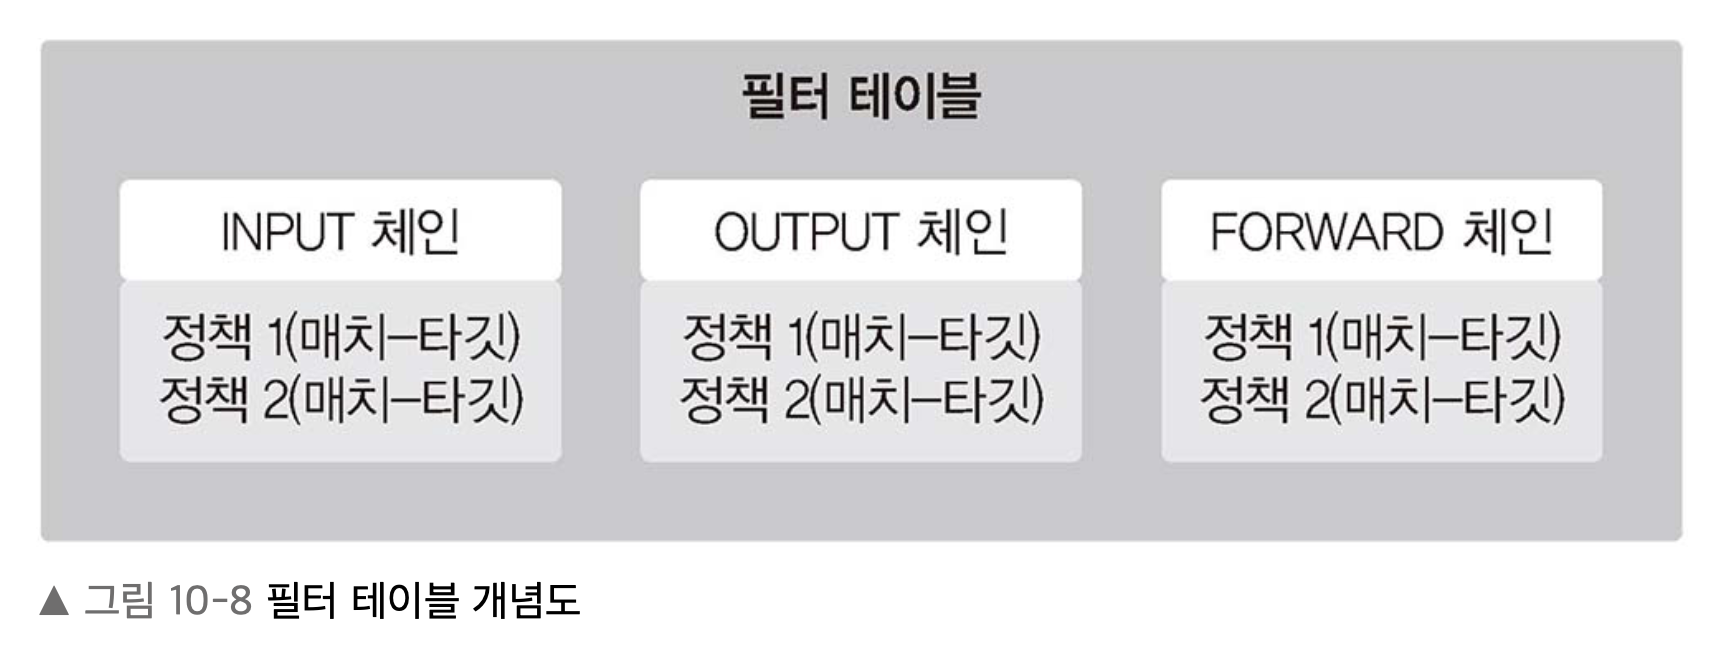 필터 테이블
INPUT 체인
정책 1(매치–타깃)
정책 2(매치–타깃)
OUTPUT 체인
정책 1(매치–타깃)
정책 2(매치–타깃)
FORWARD 체인
정책 1(매치–타깃)
정책 2(매치–타깃)
▲ 그림 10-8 필터 테이블 개념도